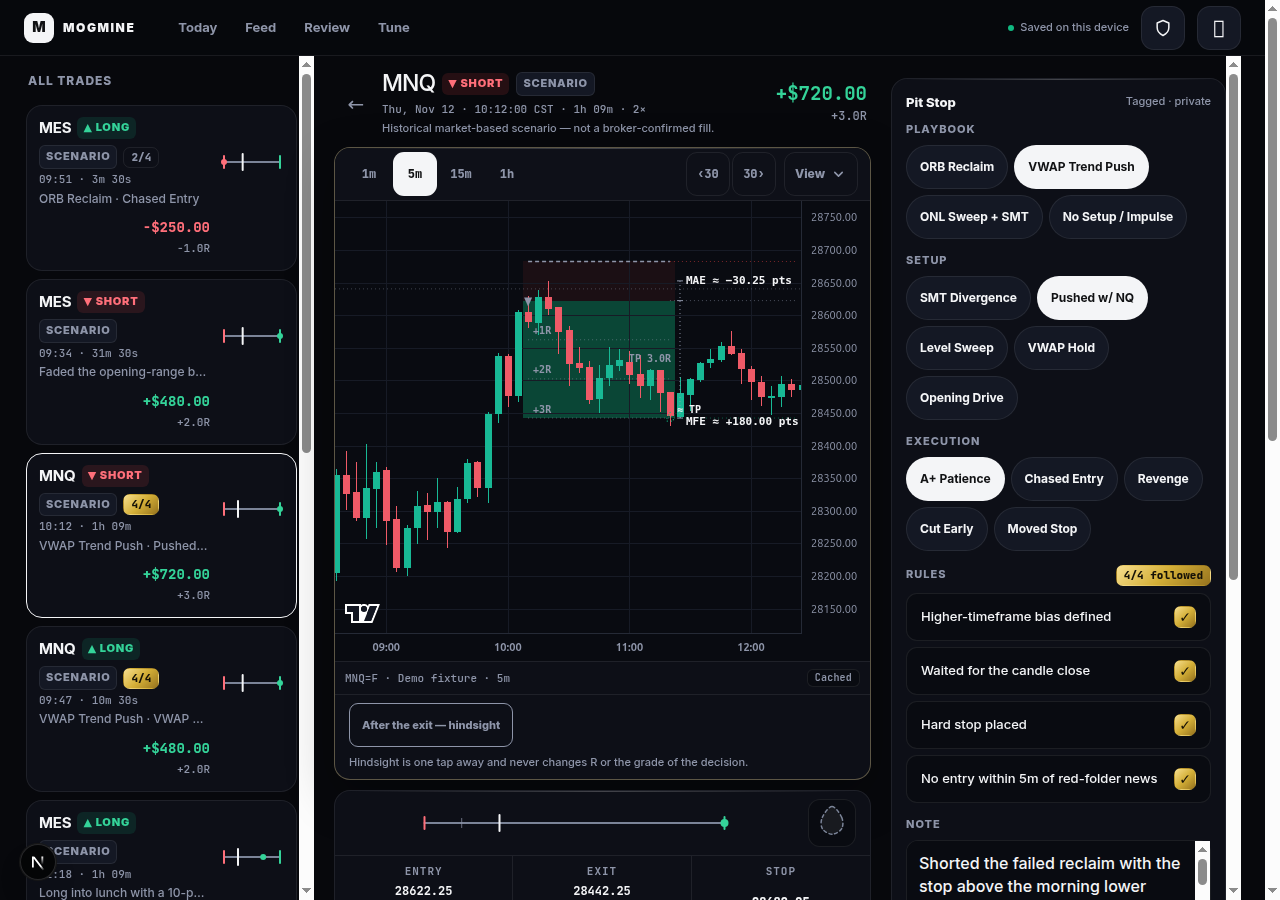 M MOGMINE Today Feed Review Tune Saved on this device
ALL TRADES
MES ▲ LONG
SCENARIO 2/4
09:51 · 3m 30s
ORB Reclaim · Chased Entry
-$250.00
-1.0R
MES ▼ SHORT
SCENARIO
09:34 · 31m 30s
Faded the opening-range b...
+$480.00
+2.0R
MNQ ▼ SHORT
SCENARIO 4/4
10:12 · 1h 09m
VWAP Trend Push · Pushed...
+$720.00
+3.0R
MNQ ▲ LONG
SCENARIO 4/4
09:47 · 10m 30s
VWAP Trend Push · VWAP ...
+$480.00
+2.0R
MES ▲ LONG
SCENARIO
:18 · 1h 09m
Long into lunch with a 10-p...
N
← MNQ ▼ SHORT SCENARIO
Thu, Nov 12 · 10:12:00 CST · 1h 09m · 2×
Historical market-based scenario — not a broker-confirmed fill.
+$720.00
+3.0R
1m 5m 15m 1h ‹30 30› View
28750.00
28700.00
28650.00
28600.00
28550.00
28500.00
28450.00
28400.00
28350.00
28300.00
28250.00
28200.00
28150.00
MAE ≈ −30.25 pts
+1R
TP 3.0R
+2R
+3R
≈ TP
MFE ≈ +180.00 pts
09:00 10:00 11:00 12:00
MNQ=F · Demo fixture · 5m Cached
After the exit — hindsight
Hindsight is one tap away and never changes R or the grade of the decision.
ENTRY EXIT STOP
28622.25 28442.25
Pit Stop Tagged · private
PLAYBOOK
ORB Reclaim VWAP Trend Push
ONL Sweep + SMT No Setup / Impulse
SETUP
SMT Divergence Pushed w/ NQ
Level Sweep VWAP Hold
Opening Drive
EXECUTION
A+ Patience Chased Entry Revenge
Cut Early Moved Stop
RULES 4/4 followed
Higher-timeframe bias defined ✓
Waited for the candle close ✓
Hard stop placed ✓
No entry within 5m of red-folder news ✓
NOTE
Shorted the failed reclaim with the
stop above the morning lower